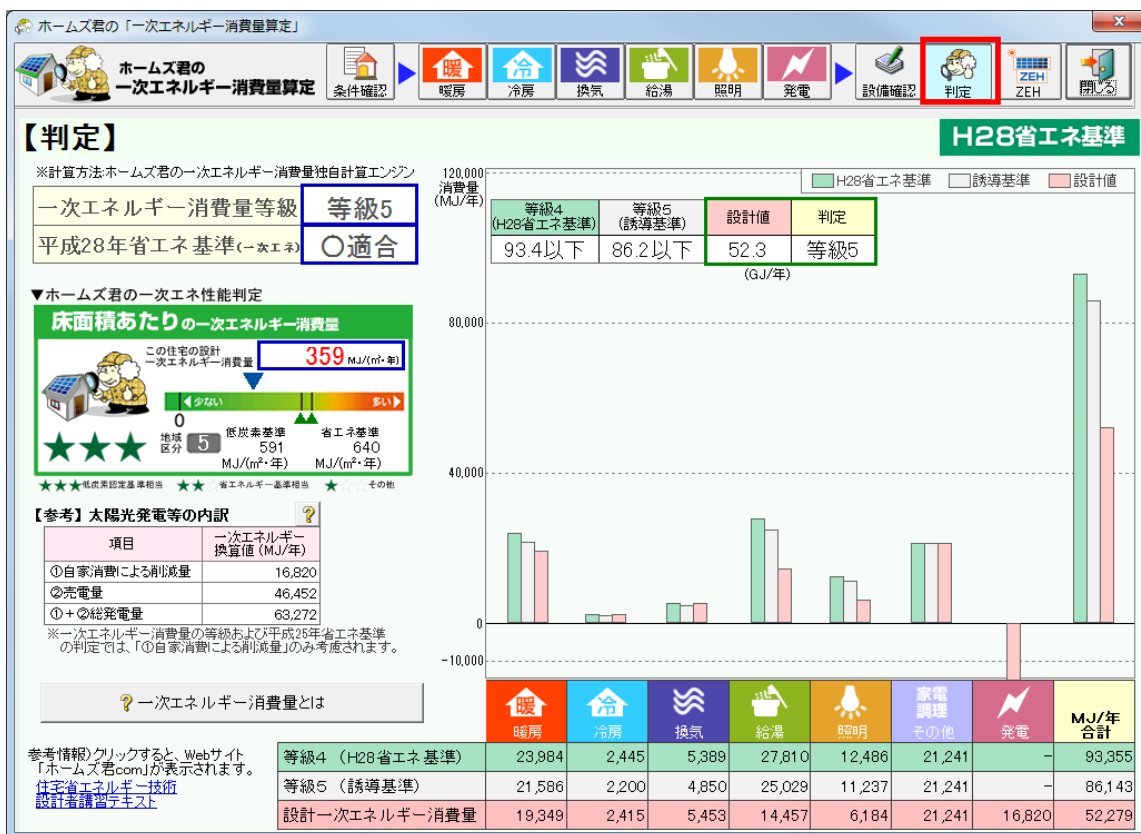 ホームズ君の「一次エネルギー消費量算定」
ホームズ君の
一次エネルギー消費量算定
条件確認
暖
暖房
冷
冷房
換気
給湯
照明
発電
設備確認
判定
ZEH
ZEH
閉じる
【判定】
H28省エネ基準
※計算方法:ホームズ君の一次エネルギー消費量独自計算エンジン
一次エネルギー消費量等級 等級5
平成28年省エネ基準(一次エネ) 〇適合
▼ホームズ君の一次エネ性能判定
床面積あたりの一次エネルギー消費量
この住宅の設計
一次エネルギー消費量 359 MJ/(㎡・年)
少ない 多い
0
地域
区分 5
低炭素基準 省エネ基準
591 640
MJ/(㎡・年) MJ/(㎡・年)
★★★低炭素認定基準相当 ★★☆省エネルギー基準相当 ★☆☆その他
【参考】太陽光発電等の内訳 ?
項目 一次エネルギー
換算値(MJ/年)
①自家消費による削減量 16,820
②売電量 46,452
①+②総発電量 63,272
※一次エネルギー消費量の等級および平成25年省エネ基準
の判定では、「①自家消費による削減量」のみ考慮されます。
? 一次エネルギー消費量とは
参考情報)クリックすると、Webサイト
「ホームズ君com」が表示されます。
住宅省エネルギー技術
設計者講習テキスト
120,000
消費量
(MJ/年)
80,000
40,000
0
-10,000
H28省エネ基準 誘導基準 設計値
等級4
(H28省エネ基準)
等級5
(誘導基準)
設計値
判定
93.4以下 86.2以下 52.3 等級5
(GJ/年)
暖
暖房
冷
冷房
換気
給湯
照明
家電
調理
その他
発電
MJ/年
合計
等級4 (H28省エネ基準) 23,984 2,445 5,389 27,810 12,486 21,241 - 93,355
等級5 (誘導基準) 21,586 2,200 4,850 25,029 11,237 21,241 - 86,143
設計一次エネルギー消費量 19,349 2,415 5,453 14,457 6,184 21,241 16,820 52,279